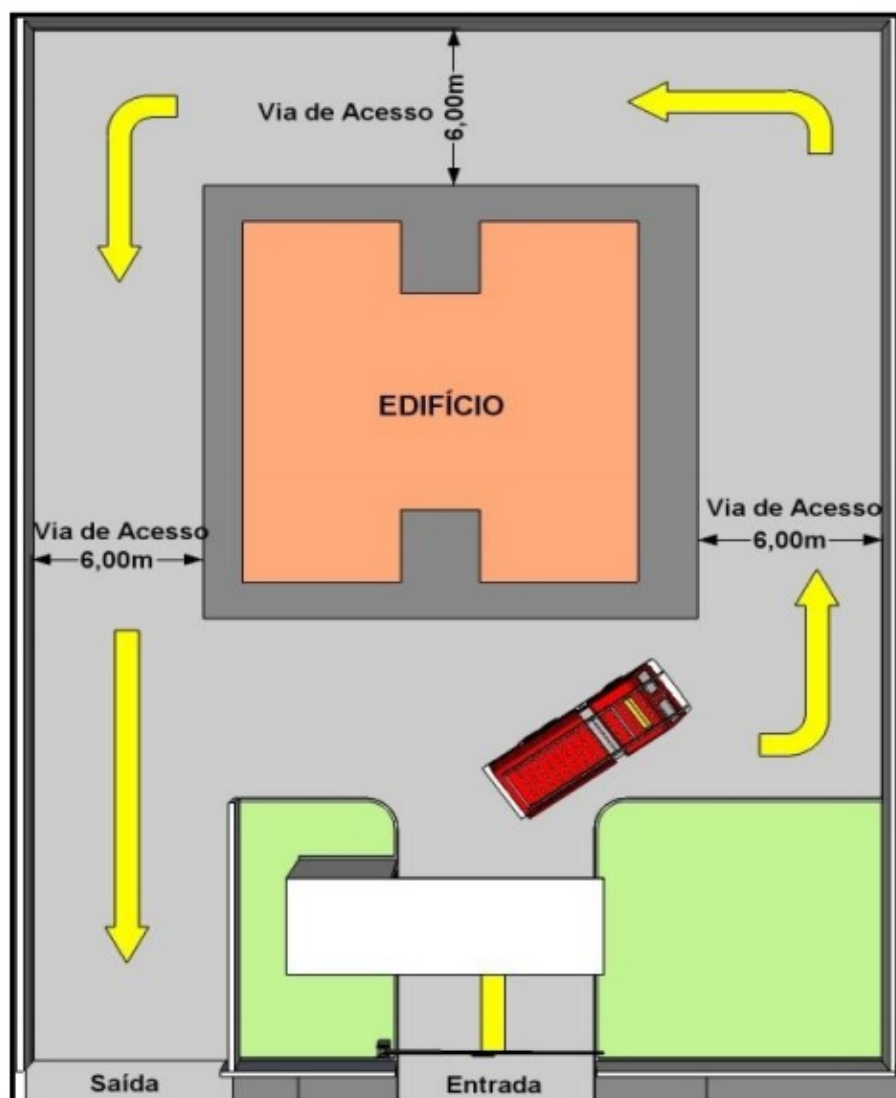 Via de Acesso
6,00m
EDIFÍCIO
Via de Acesso
6,00m
Via de Acesso
6,00m
Saída
Entrada